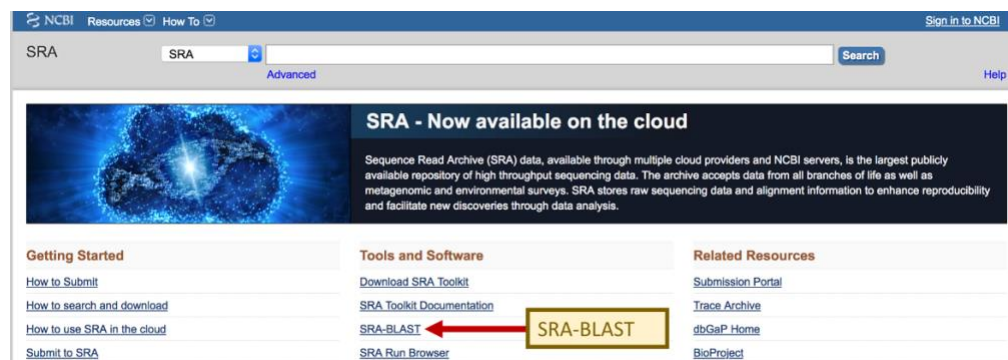 NCBI Resources How To Sign in to NCBI
SRA SRA Search
Advanced Help
SRA - Now available on the cloud
Sequence Read Archive (SRA) data, available through multiple cloud providers and NCBI servers, is the largest publicly
available repository of high throughput sequencing data. The archive accepts data from all branches of life as well as
metagenomic and environmental surveys. SRA stores raw sequencing data and alignment information to enhance reproducibility
and facilitate new discoveries through data analysis.
Getting Started
How to Submit
How to search and download
How to use SRA in the cloud
Submit to SRA
Tools and Software
Download SRA Toolkit
SRA Toolkit Documentation
SRA-BLAST
SRA Run Browser
SRA-BLAST
Related Resources
Submission Portal
Trace Archive
dbGaP Home
BioProject